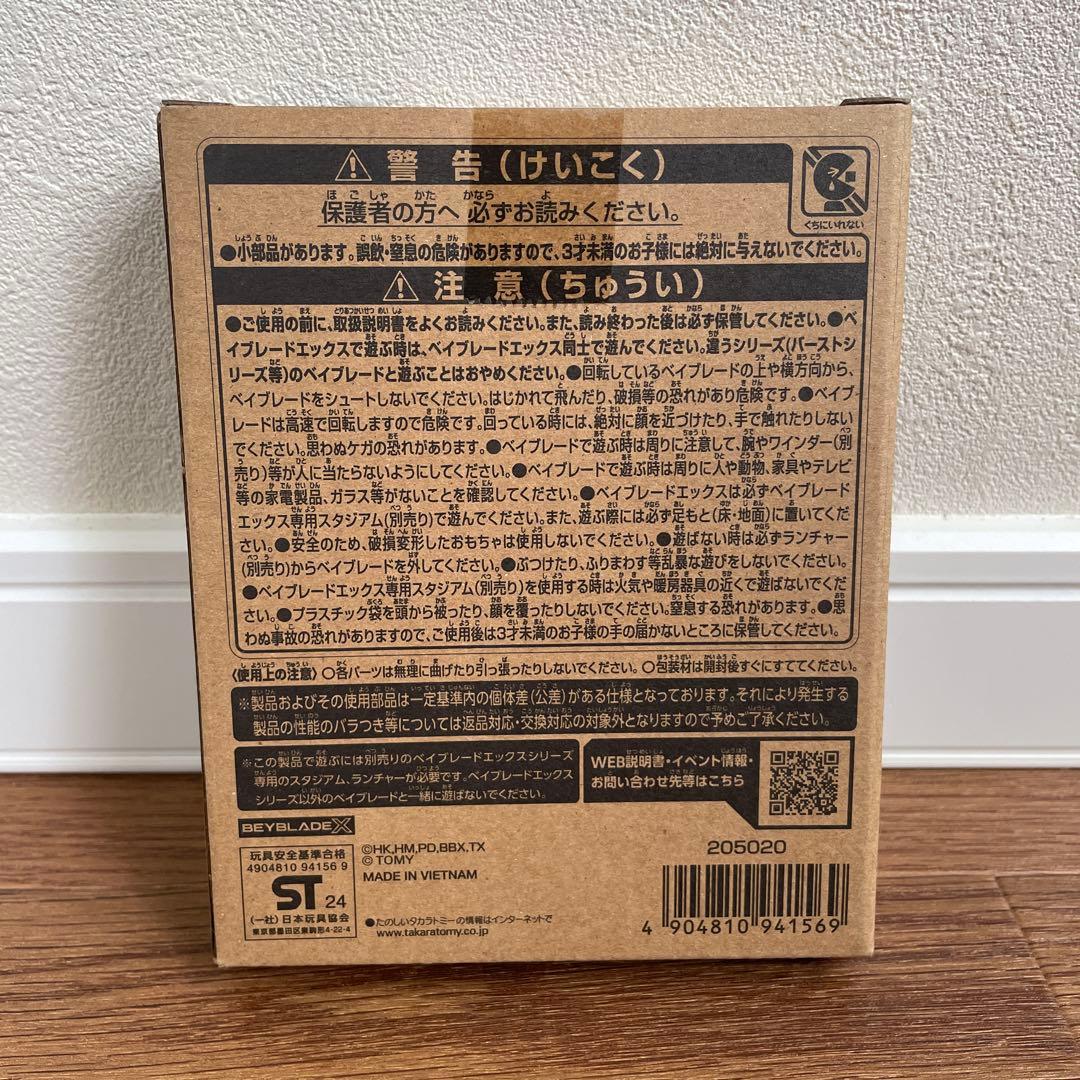 ⚠警 告(けいこく)
保護者の方へ 必ずお読みください。
くちにいれない
●小部品があります。誤飲・窒息の危険がありますので、3才未満のお子様には絶対に与えないでください。
⚠注 意(ちゅうい)
●ご使用の前に、取扱説明書をよくお読みください。また、読み終わった後は必ず保管してください。●ベ
イブレードエックスで遊ぶ時は、ベイブレードエックス同士で遊んでください。違うシリーズ(バーストシ
リーズ等)のベイブレードと遊ぶことはおやめください。●回転しているベイブレードの上や横方向から、
ベイブレードをシュートしないでください。はじかれて飛んだり、破損等の恐れがあり危険です。●ベイブ
レードは高速で回転しますので危険です。回っている時には、絶対に顔を近づけたり、手で触れたりしない
でください。思わぬケガの恐れがあります。●ベイブレードで遊ぶ時は周りに注意して、腕やワインダー(別
売り)等が人に当たらないようにしてください。●ベイブレードで遊ぶ時は周りに人や動物、家具やテレビ
等の家電製品、ガラス等がないことを確認してください。●ベイブレードエックスは必ずベイブレード
エックス専用スタジアム(別売り)で遊んでください。また、遊ぶ際には必ず足もと(床・地面)に置いてくだ
さい。●安全のため、破損変形したおもちゃは使用しないでください。●遊ばない時は必ずランチャー
(別売り)からベイブレードを外してください。●ぶつけたり、ふりまわす等乱暴な遊びをしないでください。
●ベイブレードエックス専用スタジアム(別売り)を使用する時は火気や暖房器具の近くで遊ばないでくだ
さい。●プラスチック袋を頭から被ったり、顔を覆ったりしないでください。窒息する恐れがあります。●思
わぬ事故の恐れがありますので、ご使用後は3才未満のお子様の手の届かないところに保管してください。
〈使用上の注意〉○各パーツは無理に曲げたり引っ張ったりしないでください。○包装材は開封後すぐにすててください。
※製品およびその使用部品は一定基準内の個体差(公差)がある仕様となっております。それにより発生する
製品の性能のバラつき等については返品対応・交換対応の対象外となりますので予めご了承ください。
※この製品で遊ぶには別売りのベイブレードエックスシリーズ
専用のスタジアム、ランチャーが必要です。ベイブレードエックス
シリーズ以外のベイブレードと一緒に遊ばないでください。
WEB説明書・イベント情報・
お問い合わせ先等はこちら
BEYBLADE X
玩具安全基準合格
4904810 94156 9
ST 24
(一社)日本玩具協会
東京都墨田区東駒形4-22-4
©HK,HM,PD,BBX,TX
© TOMY
MADE IN VIETNAM
●たのしいタカラトミーの情報はインターネットで
www.takaratomy.co.jp
205020
4 904810 941569